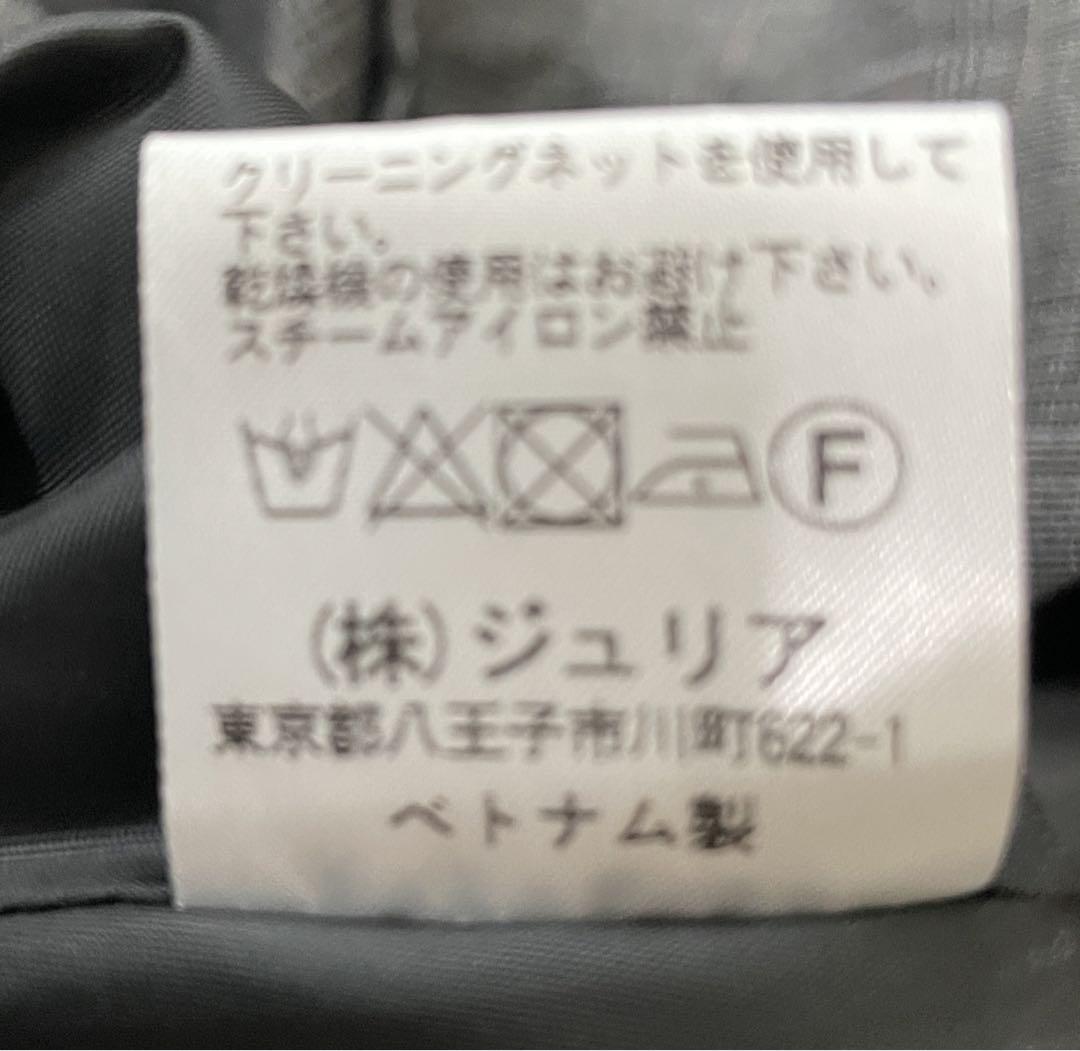 クリーニングネットを使用して
下さい。
乾燥機の使用はお避け下さい。
スチームアイロン禁止
F
(株)ジュリア
東京都八王子市川町622-1
ベトナム製